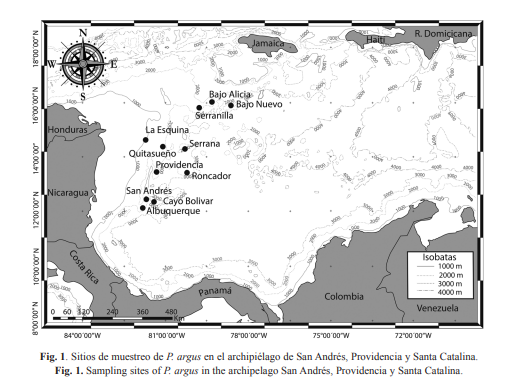 N
W
E
S
Jamaica
Haití
R. Domicicana
18°00'00" N
16°00'00" N
14°00'00" N
12°00'00" N
10°00'00" N
8°00'00" N
Bajo Alicia
Bajo Nuevo
Serranilla
Honduras
La Esquina
Quitasueño
Serrana
Providencia
Roncador
Nicaragua
San Andrés
Cayo Bolivar
Albuquerque
Costa Rica
Panamá
Colombia
Venezuela
Isobatas
1000 m
2000 m
3000 m
4000 m
0 60 120 240 360 480
Km
84°00'00"W 81°00'00"W 78°00'00"W 75°00'00"W 72°00'00"W
Fig. 1. Sitios de muestreo de P. argus en el archipiélago de San Andrés, Providencia y Santa Catalina.
Fig. 1. Sampling sites of P. argus in the archipelago San Andrés, Providencia y Santa Catalina.